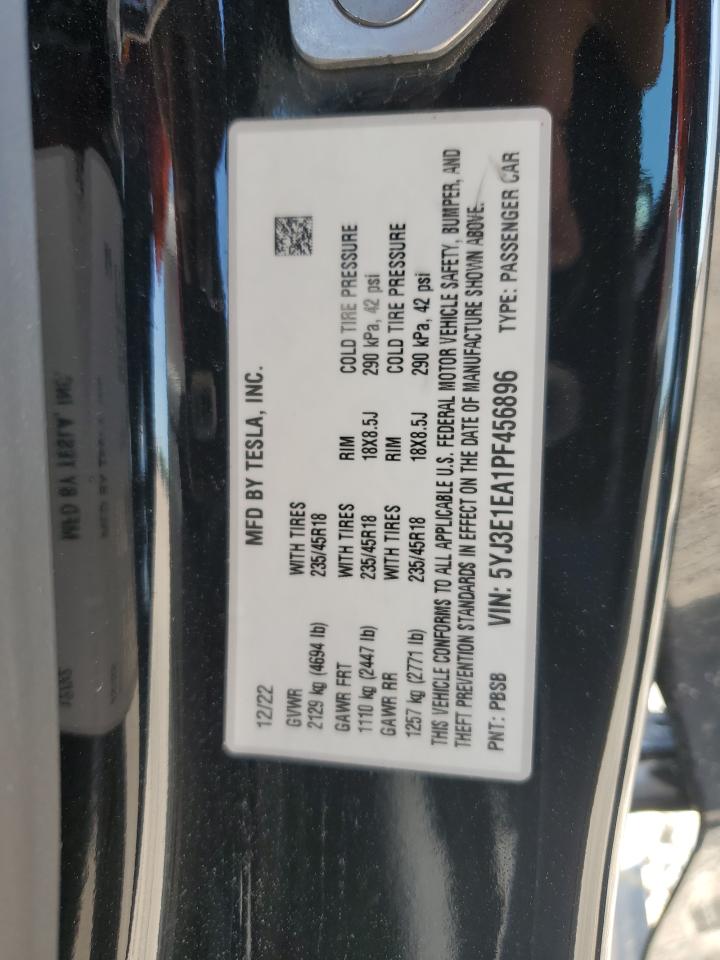 MFD BY TESLA, INC.
12/22
GVWR WITH TIRES RIM COLD TIRE PRESSURE
2129 kg (4694 lb) 235/45R18 18X8.5J 290 kPa, 42 psi
GAWR FRT WITH TIRES RIM COLD TIRE PRESSURE
1110 kg (2447 lb) 235/45R18 18X8.5J 290 kPa, 42 psi
GAWR RR WITH TIRES
1257 kg (2771 lb) 235/45R18
THIS VEHICLE CONFORMS TO ALL APPLICABLE U.S. FEDERAL MOTOR VEHICLE SAFETY, BUMPER, AND
THEFT PREVENTION STANDARDS IN EFFECT ON THE DATE OF MANUFACTURE SHOWN ABOVE.
PNT: PBSB VIN: 5YJ3E1EA1PF456896 TYPE: PASSENGER CAR